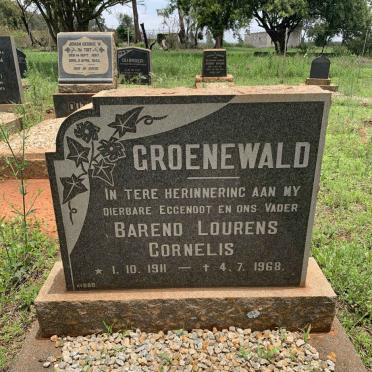 GROENEWALD
IN TERE HERINNERING AAN MY
DIERBARE EGGENOOT EN ONS VADER
BAREND LOURENS
CORNELIS
* 1. 10. 1911 — † 4. 7. 1968.